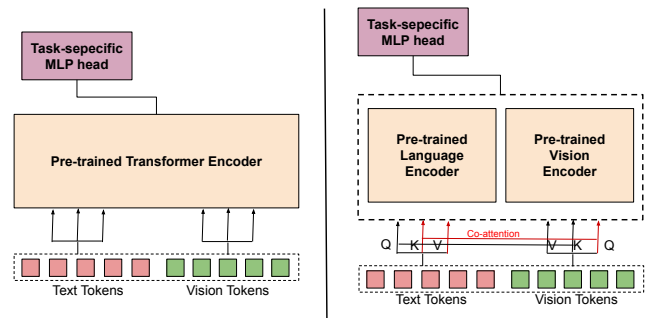 Task-sepecific
MLP head
Pre-trained Transformer Encoder
Text Tokens
Vision Tokens
Task-sepecific
MLP head
Pre-trained
Language
Encoder
Pre-trained
Vision
Encoder
Co-attention
Q K V V K Q
Text Tokens
Vision Tokens